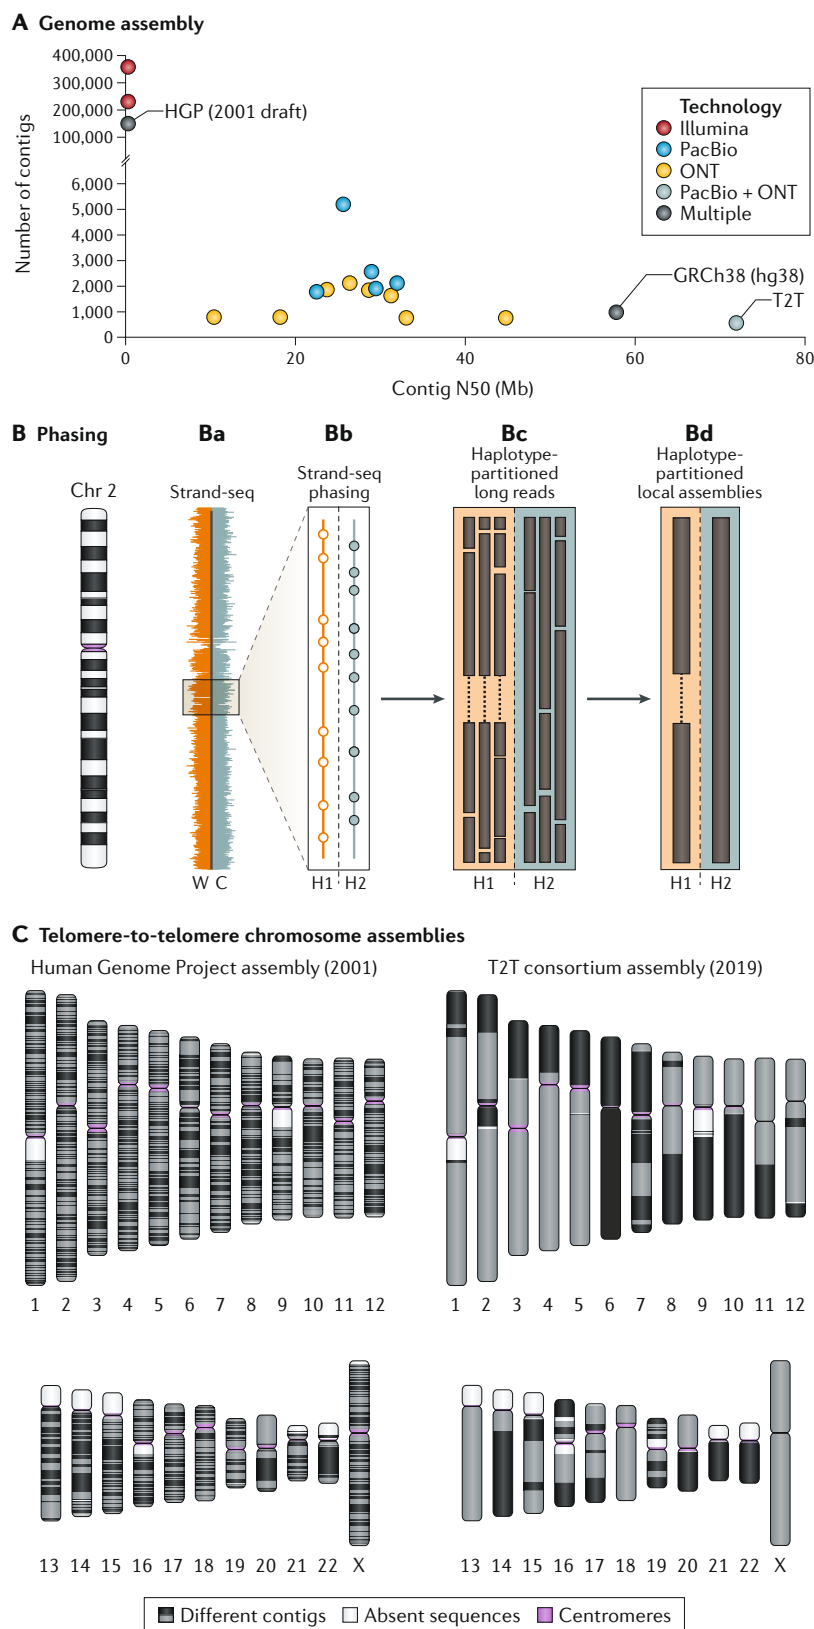 A Genome assembly
400,000
300,000
200,000
100,000
6,000
5,000
4,000
3,000
2,000
1,000
0
Number of contigs
HGP (2001 draft)
Technology
Illumina
PacBio
ONT
PacBio + ONT
Multiple
GRCh38 (hg38)
T2T
0 20 40 60 80
Contig N50 (Mb)
B Phasing
Chr 2
Ba
Strand-seq
W C
Bb
Strand-seq
phasing
H1 H2
Bc
Haplotype-
partitioned
long reads
H1 H2
Bd
Haplotype-
partitioned
local assemblies
H1 H2
C Telomere-to-telomere chromosome assemblies
Human Genome Project assembly (2001)
1 2 3 4 5 6 7 8 9 10 11 12
13 14 15 16 17 18 19 20 21 22 X
T2T consortium assembly (2019)
1 2 3 4 5 6 7 8 9 10 11 12
13 14 15 16 17 18 19 20 21 22 X
Different contigs Absent sequences Centromeres